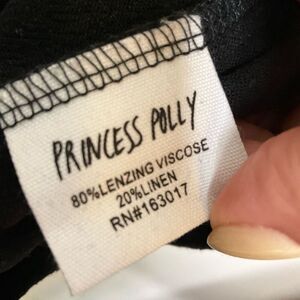 PRINCESS POLLY
80%LENZING VISCOSE
20%LINEN
RN#163017